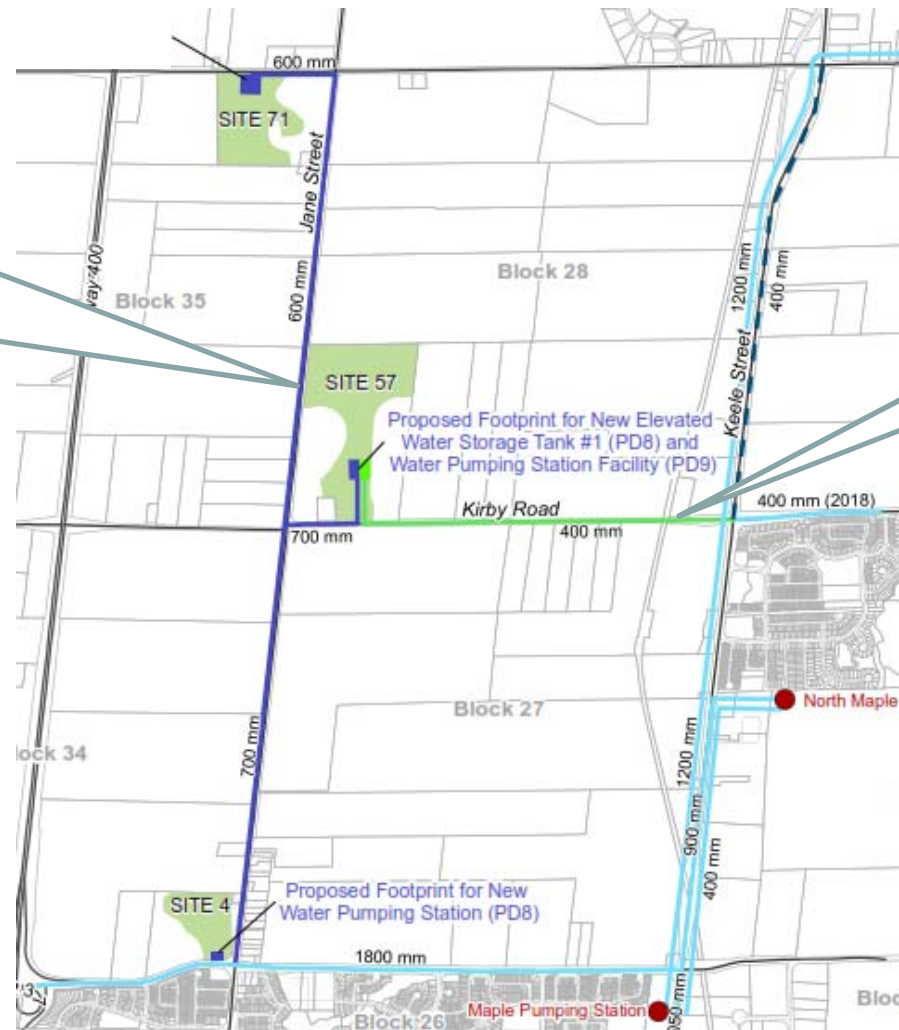 600 mm
SITE 71
Jane Street
way 400
600 mm
Block 35
Block 28
1200 mm
400 mm
Keele Street
SITE 57
Proposed Footprint for New Elevated
Water Storage Tank #1 (PD8) and
Water Pumping Station Facility (PD9)
Kirby Road
400 mm (2018)
700 mm
400 mm
North Maple
Block 27
700 mm
1200 mm
ock 34
900 mm
400 mm
SITE 4
Proposed Footprint for New
Water Pumping Station (PD8)
1800 mm
Maple Pumping Station
050 mm
Block 26
Bloc